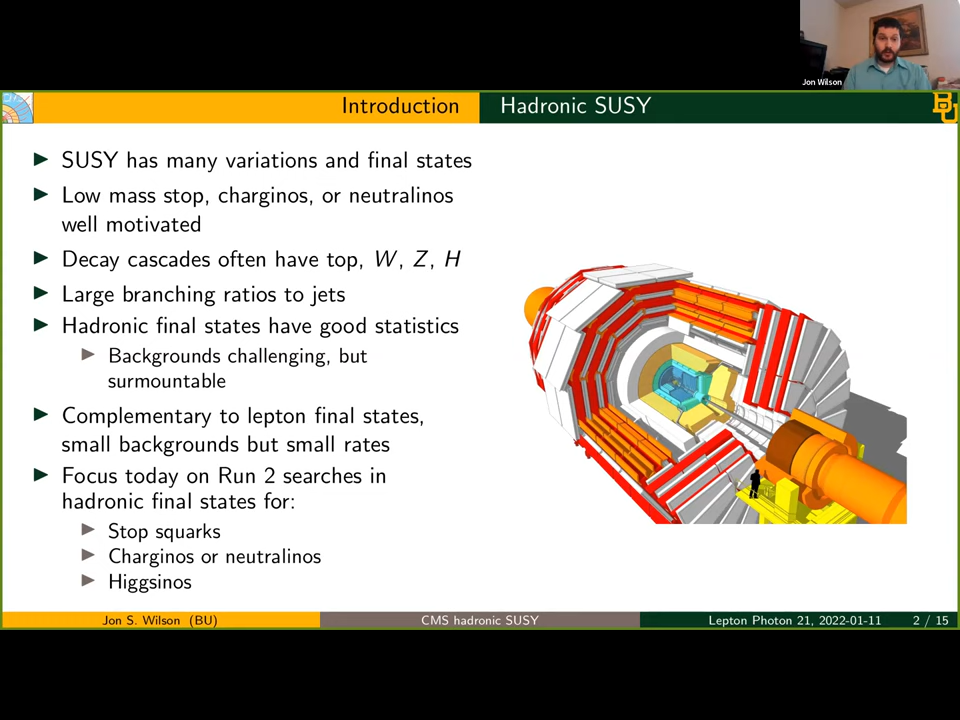 Jon Wilson
Introduction
Hadronic SUSY
BU
SUSY has many variations and final states
Low mass stop, charginos, or neutralinos
well motivated
Decay cascades often have top, W, Z, H
Large branching ratios to jets
Hadronic final states have good statistics
Backgrounds challenging, but
surmountable
Complementary to lepton final states,
small backgrounds but small rates
Focus today on Run 2 searches in
hadronic final states for:
Stop squarks
Charginos or neutralinos
Higgsinos
Jon S. Wilson (BU)
CMS hadronic SUSY
Lepton Photon 21, 2022-01-11
2 / 15